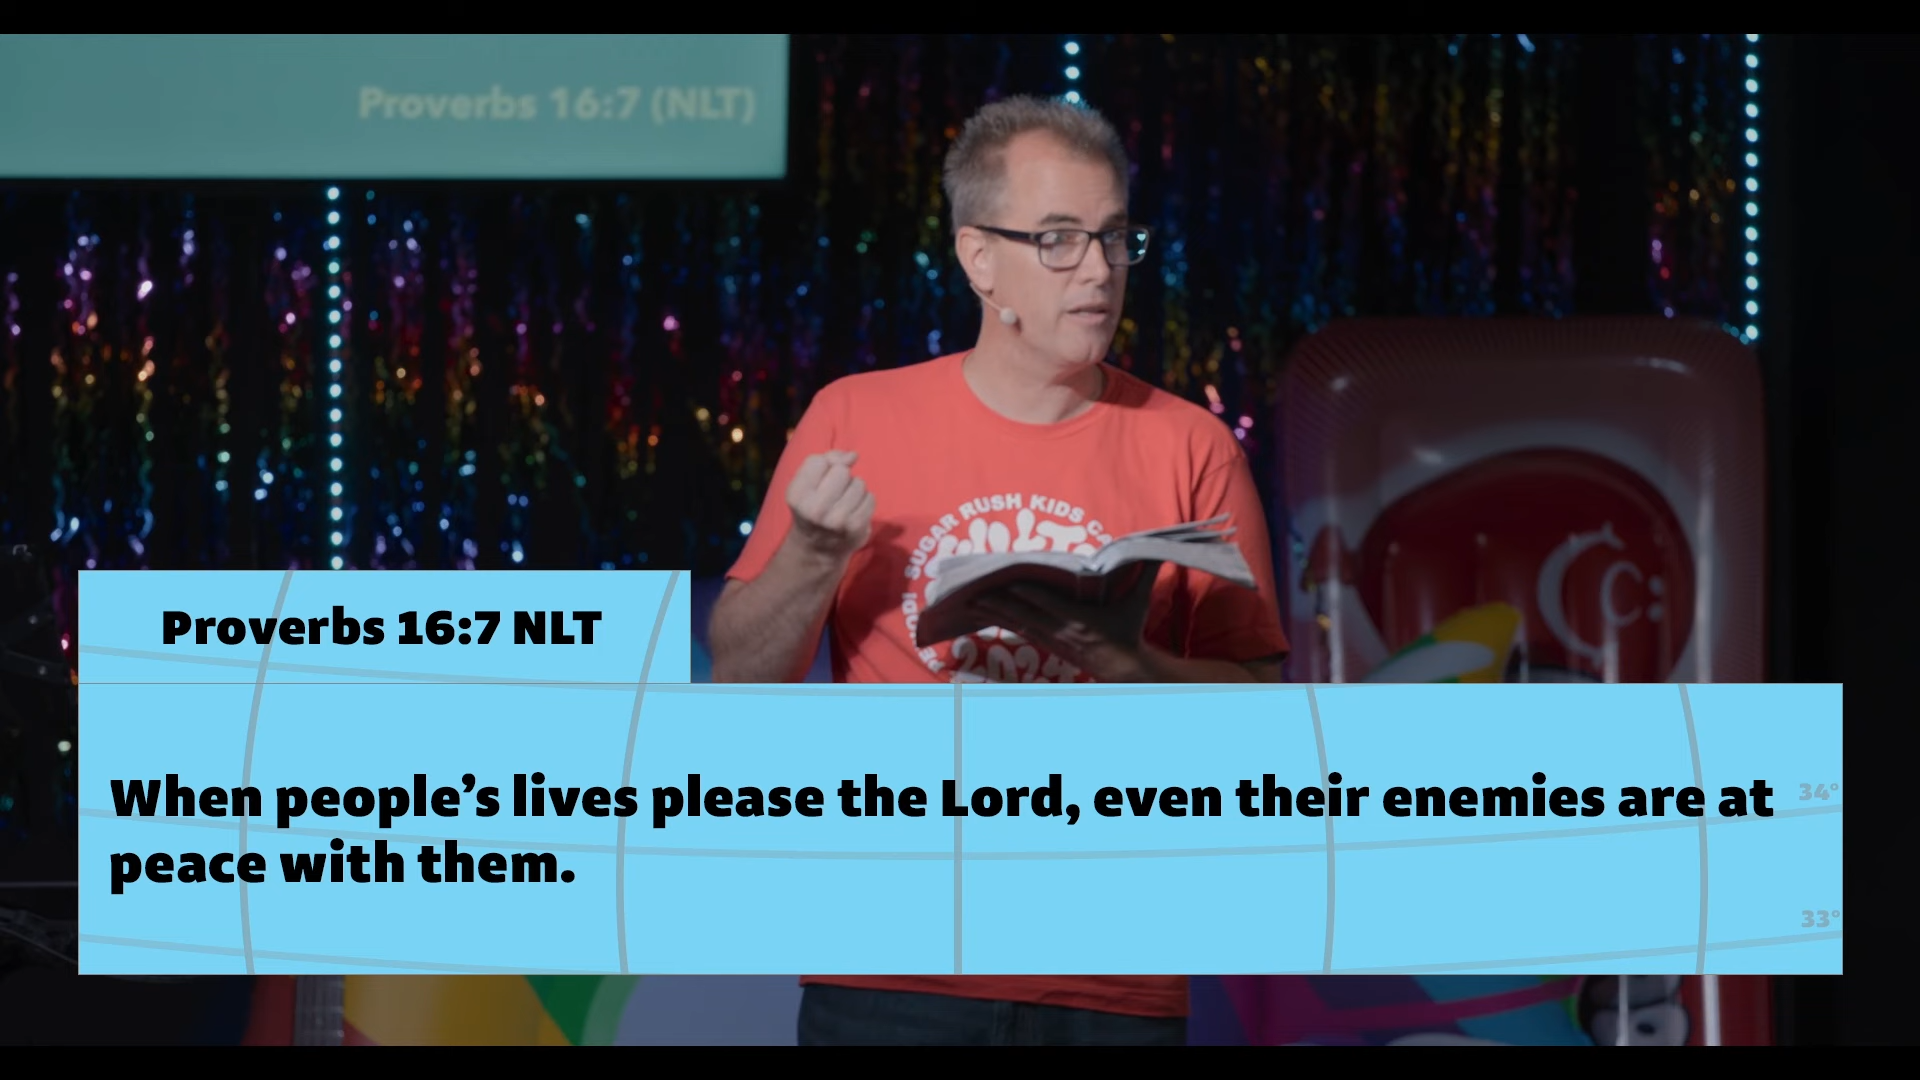 Proverbs 16:7 (NLT)
SUGAR RUSH KIDS
2024
C:
Proverbs 16:7 NLT
When people’s lives please the Lord, even their enemies are at
peace with them.
34°
33°